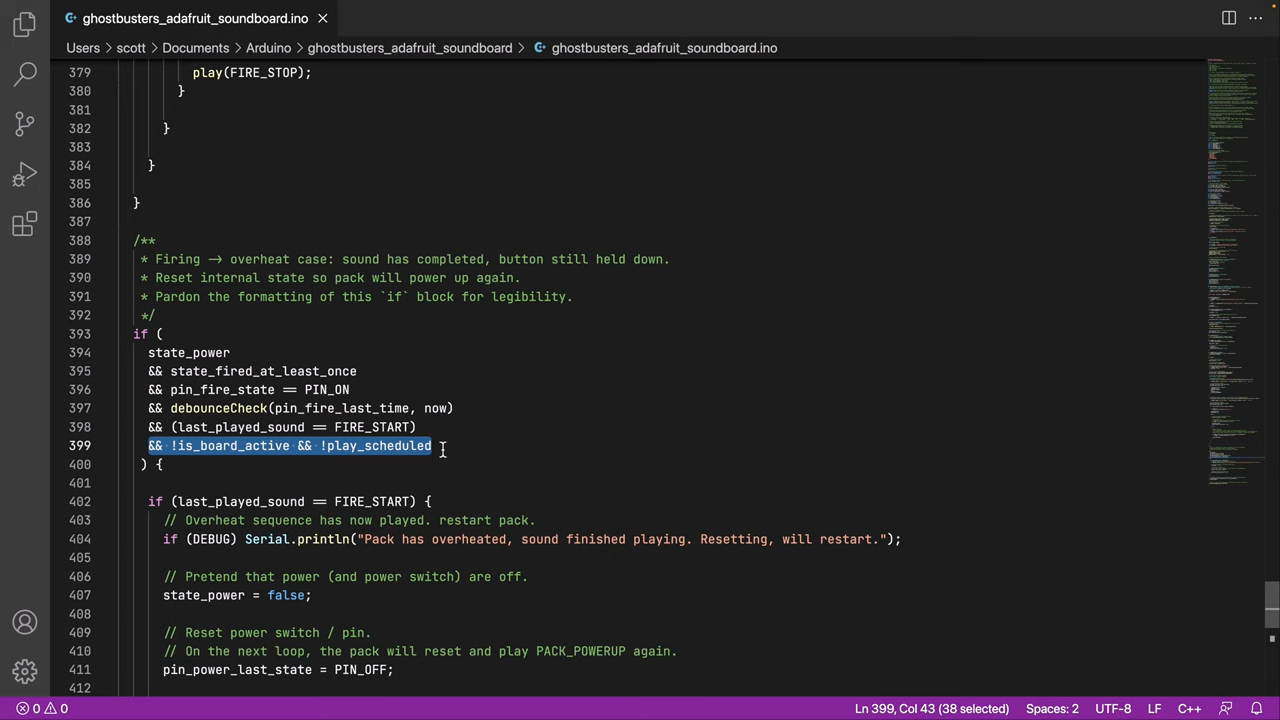 ghostbusters_adafruit_soundboard.ino
Users > scott > Documents > Arduino > ghostbusters_adafruit_soundboard > ghostbusters_adafruit_soundboard.ino
379 play(FIRE_STOP);
380 }
381
382 }
383
384 }
385
386 }
387
388 /**
389 * Firing -> overheat case. Wand has overheated, pin still held down.
390 * Reset internal state so pack will power up again.
391 * Pardon the formatting of this `if`, it's for legibility.
392 */
393 if (
394 state_power
395 && state_fired_at_least_once
396 && pin_fire_state == PIN_ON
397 && debounceCheck(pin_fire_last_time, now)
398 && (last_played_sound == FIRE_START)
399 && !is_board_active && !play_scheduled
400 ) {
401
402 if (last_played_sound == FIRE_START) {
403 // Overheat sequence has now played. restart pack.
404 if (DEBUG) Serial.println("Pack has overheated, sound finished playing. Resetting, will restart.");
405
406 // Pretend that power (and power switch) are off.
407 state_power = false;
408
409 // Reset power switch / pin.
410 // On the next loop, the pack will reset and play PACK_POWERUP again.
411 pin_power_last_state = PIN_OFF;
412
0 0 Ln 399, Col 43 (38 selected) Spaces: 2 UTF-8 LF C++